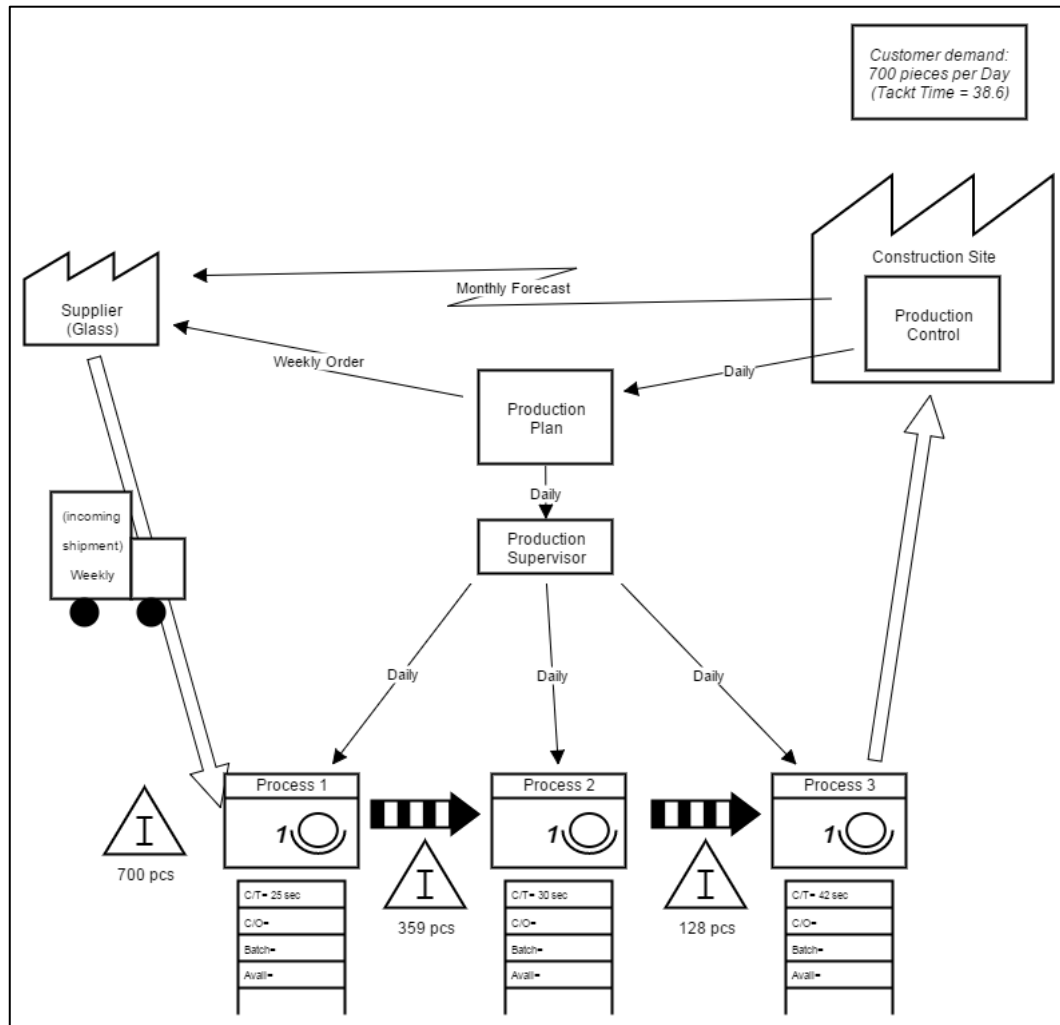 Customer demand:
700 pieces per Day
(Tackt Time = 38.6)
Construction Site
Production
Control
Monthly Forecast
Supplier
(Glass)
Weekly Order
Daily
Production
Plan
Daily
Production
Supervisor
(incoming
shipment)
Weekly
Daily
Daily
Daily
Process 1
1
Process 2
1
Process 3
1
I
700 pcs
I
359 pcs
I
128 pcs
C/T= 25 sec
C/O=
Batch=
Avail=
C/T= 30 sec
C/O=
Batch=
Avail=
C/T= 42 sec
C/O=
Batch=
Avail=